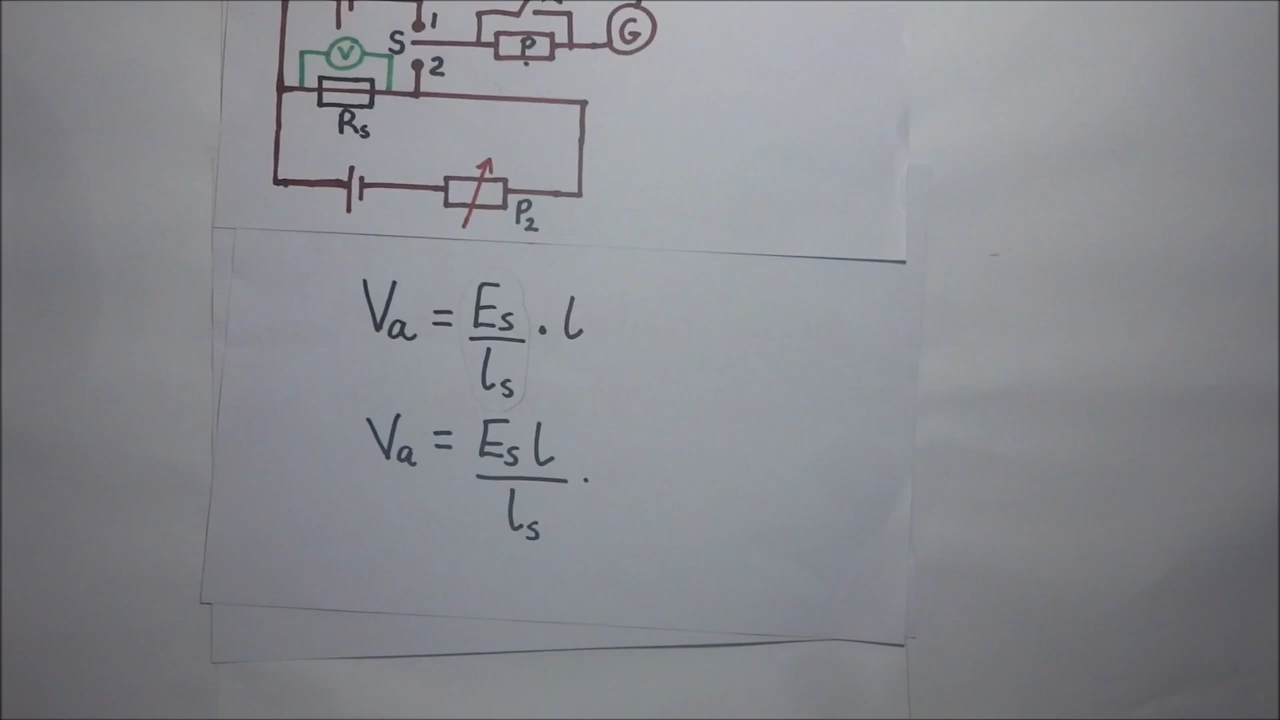 1
S
P
G
V
2
Rs
P2
Va = Es/ls · l
Va = Es l/ls ·